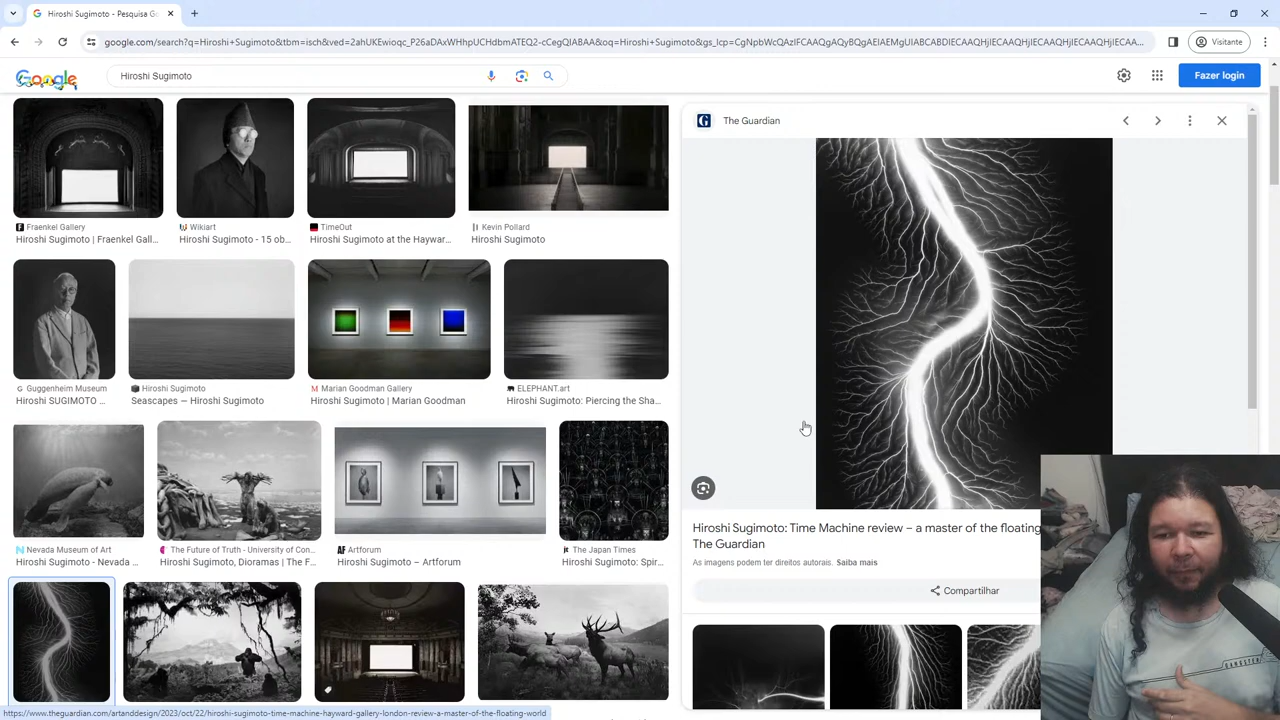 Hiroshi Sugimoto - Pesquisa Go
google.com/search?q=Hiroshi+Sugimoto&tbm=isch&ved=2ahUKEwioqc_P26aDAxWHhpUCHdbmATEQ2-cCegQIABAA&oq=Hiroshi+Sugimoto&gs_lcp=CgNpbWcQAzIFCAAQgAQyBQgAEIAEMgUIABCABDIECAAQHjIECAAQHjIECAAQHjIECAAQHjIECAAQHjIECAAQHjIECAA...
Visitante
Google
Hiroshi Sugimoto
Fazer login
Fraenkel Gallery
Hiroshi Sugimoto | Fraenkel Gall...
Wikiart
Hiroshi Sugimoto - 15 ob...
TimeOut
Hiroshi Sugimoto at the Haywar...
Kevin Pollard
Hiroshi Sugimoto
Guggenheim Museum
Hiroshi SUGIMOTO ...
Hiroshi Sugimoto
Seascapes — Hiroshi Sugimoto
Marian Goodman Gallery
Hiroshi Sugimoto | Marian Goodman
ELEPHANT.art
Hiroshi Sugimoto: Piercing the Sha...
Nevada Museum of Art
Hiroshi Sugimoto - Nevada ...
The Future of Truth - University of Con...
Hiroshi Sugimoto, Dioramas | The F...
Artforum
Hiroshi Sugimoto – Artforum
The Japan Times
Hiroshi Sugimoto: Spir...
The Guardian
Hiroshi Sugimoto: Time Machine review – a master of the floating
The Guardian
As imagens podem ter direitos autorais. Saiba mais
Compartilhar
GANGSTER
https://www.theguardian.com/artanddesign/2023/oct/22/hiroshi-sugimoto-time-machine-hayward-gallery-london-review-a-master-of-the-floating-world